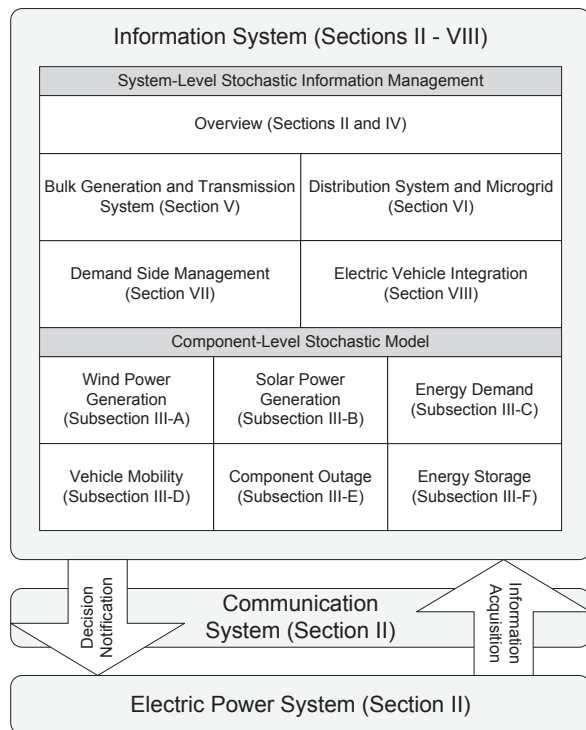 Information System (Sections II - VIII)
System-Level Stochastic Information Management
Overview (Sections II and IV)
Bulk Generation and Transmission
System (Section V)
Distribution System and Microgrid
(Section VI)
Demand Side Management
(Section VII)
Electric Vehicle Integration
(Section VIII)
Component-Level Stochastic Model
Wind Power
Generation
(Subsection III-A)
Solar Power
Generation
(Subsection III-B)
Energy Demand
(Subsection III-C)
Vehicle Mobility
(Subsection III-D)
Component Outage
(Subsection III-E)
Energy Storage
(Subsection III-F)
Decision
Notification
Communication
System (Section II)
Information
Acquisition
Electric Power System (Section II)